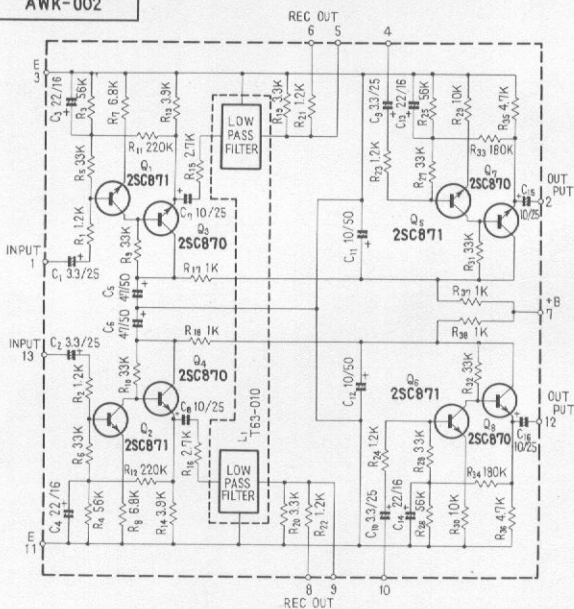 AWK-002
REC OUT
6 5 4
E
3
C3 22/16
R3 56K
R7 6.8K
R13 3.9K
R11 220K
R5 33K
R15 2.7K
LOW
PASS
FILTER
R19 3.3K
R21 1.2K
C9 3.3/25
C13 22/16
R25 56K
R29 10K
R35 4.7K
R33 180K
R23 1.2K
R27 33K
Q1
2SC871
Q3
2SC870
C7 10/25
R1 1.2K
INPUT
1
C1 3.3/25
R9 33K
Q7
2SC870
Q5
2SC871
C15
10/25
OUT
PUT
2
R31 33K
C11 10/50
R17 1K
C5
47/50
C6
47/50
R37 1K
R38 1K
+B
7
R18 1K
INPUT
13
C2 3.3/25
R2 1.2K
R10 33K
Q4
2SC870
C8 10/25
Q2
2SC871
R6 33K
R12 220K
R16 2.7K
L1
T63-010
LOW
PASS
FILTER
C12 10/50
Q6
2SC871
R32 33K
Q8
2SC870
OUT
PUT
12
C16
10/25
R24 1.2K
R28 33K
R34 180K
C4 22/16
R4 56K
R8 6.8K
R14 3.9K
R20 3.3K
R22 1.2K
C10 3.3/25
C14 22/16
R28 56K
R30 10K
R36 4.7K
E
11
8 9 10
REC OUT